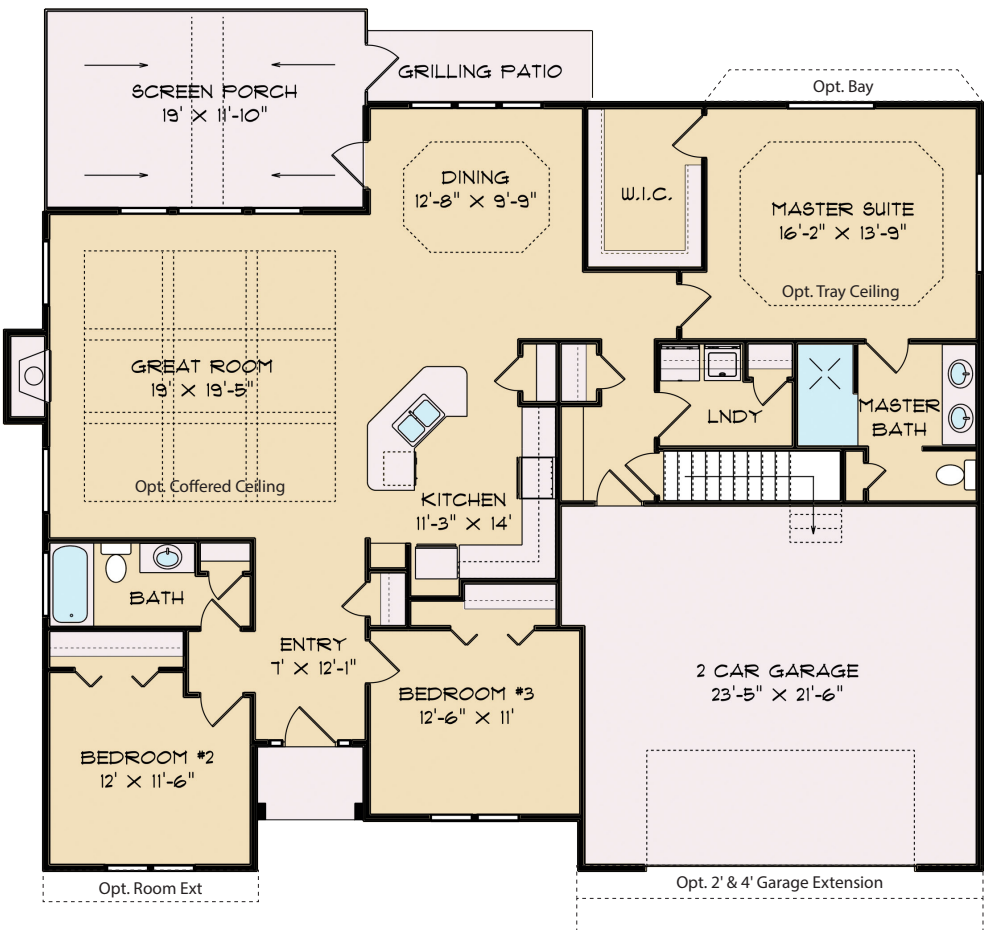 GRILLING PATIO
SCREEN PORCH
19' X 11'-10"
Opt. Bay
DINING
12'-8" X 9'-9"
W.I.C.
MASTER SUITE
16'-2" X 13'-9"
Opt. Tray Ceiling
GREAT ROOM
19' X 19'-5"
Opt. Coffered Ceiling
LNDY
MASTER
BATH
KITCHEN
11'-3" X 14'
BATH
ENTRY
7' X 12'-1"
2 CAR GARAGE
23'-5" X 21'-6"
BEDROOM #3
12'-6" X 11'
BEDROOM #2
12' X 11'-6"
Opt. Room Ext
Opt. 2' & 4' Garage Extension